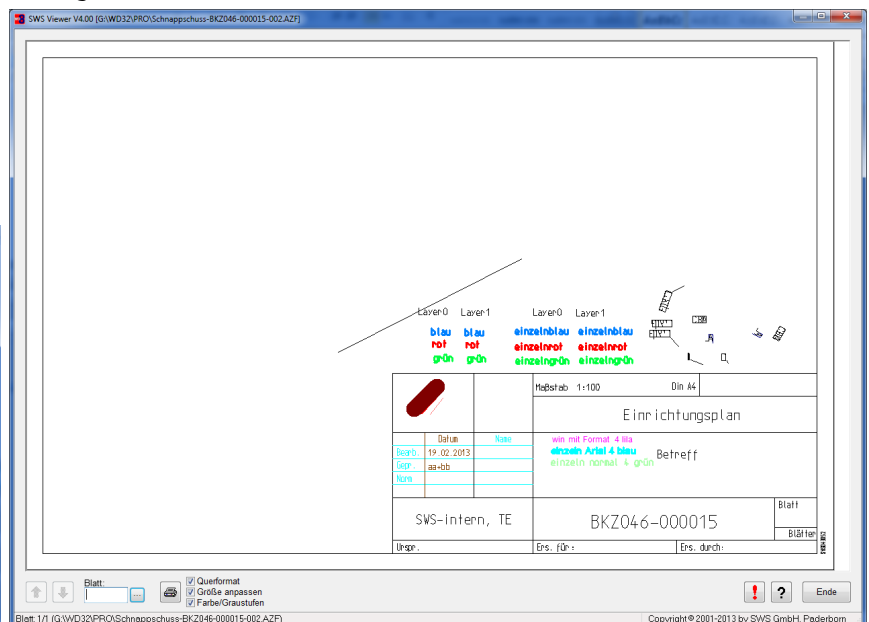 SWS Viewer V4.00 [G:\WD32\PRO\Schnappschuss-BKZ046-000015-002.AZF]
Layer0 Layer1 Layer0 Layer1
blau blau einzelnblau einzelnblau
rot rot einzelnrot einzelnrot
grün grün einzelngrün einzelngrün
Maßstab 1:100 Din A4
Einrichtungsplan
Datum Name
Bearb. 19.02.2013
Gepr. aa+bb
Norm
win mit Format 4 lila
einzeln Arial 4 blau
einzeln normal 4 grün
Betreff
SWS-intern, TE
BKZ046-000015
Blatt
Blätter
Urspr.
Ers. für:
Ers. durch:
Blatt:
...
Querformat
Größe anpassen
Farbe/Graustufen
! ? Ende
Blatt: 1/1 (G:\WD32\PRO\Schnappschuss-BKZ046-000015-002.AZF)
Copyright® 2001-2013 by SWS GmbH, Paderborn